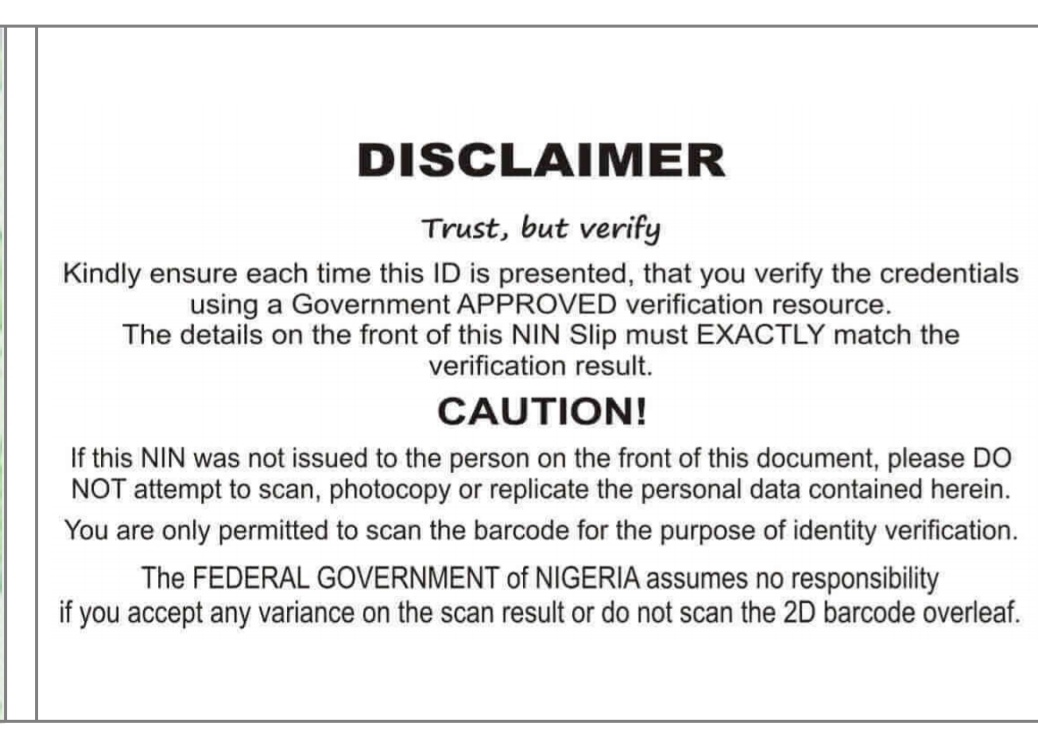 DISCLAIMER
Trust, but verify
Kindly ensure each time this ID is presented, that you verify the credentials
using a Government APPROVED verification resource.
The details on the front of this NIN Slip must EXACTLY match the
verification result.
CAUTION!
If this NIN was not issued to the person on the front of this document, please DO
NOT attempt to scan, photocopy or replicate the personal data contained herein.
You are only permitted to scan the barcode for the purpose of identity verification.
The FEDERAL GOVERNMENT of NIGERIA assumes no responsibility
if you accept any variance on the scan result or do not scan the 2D barcode overleaf.